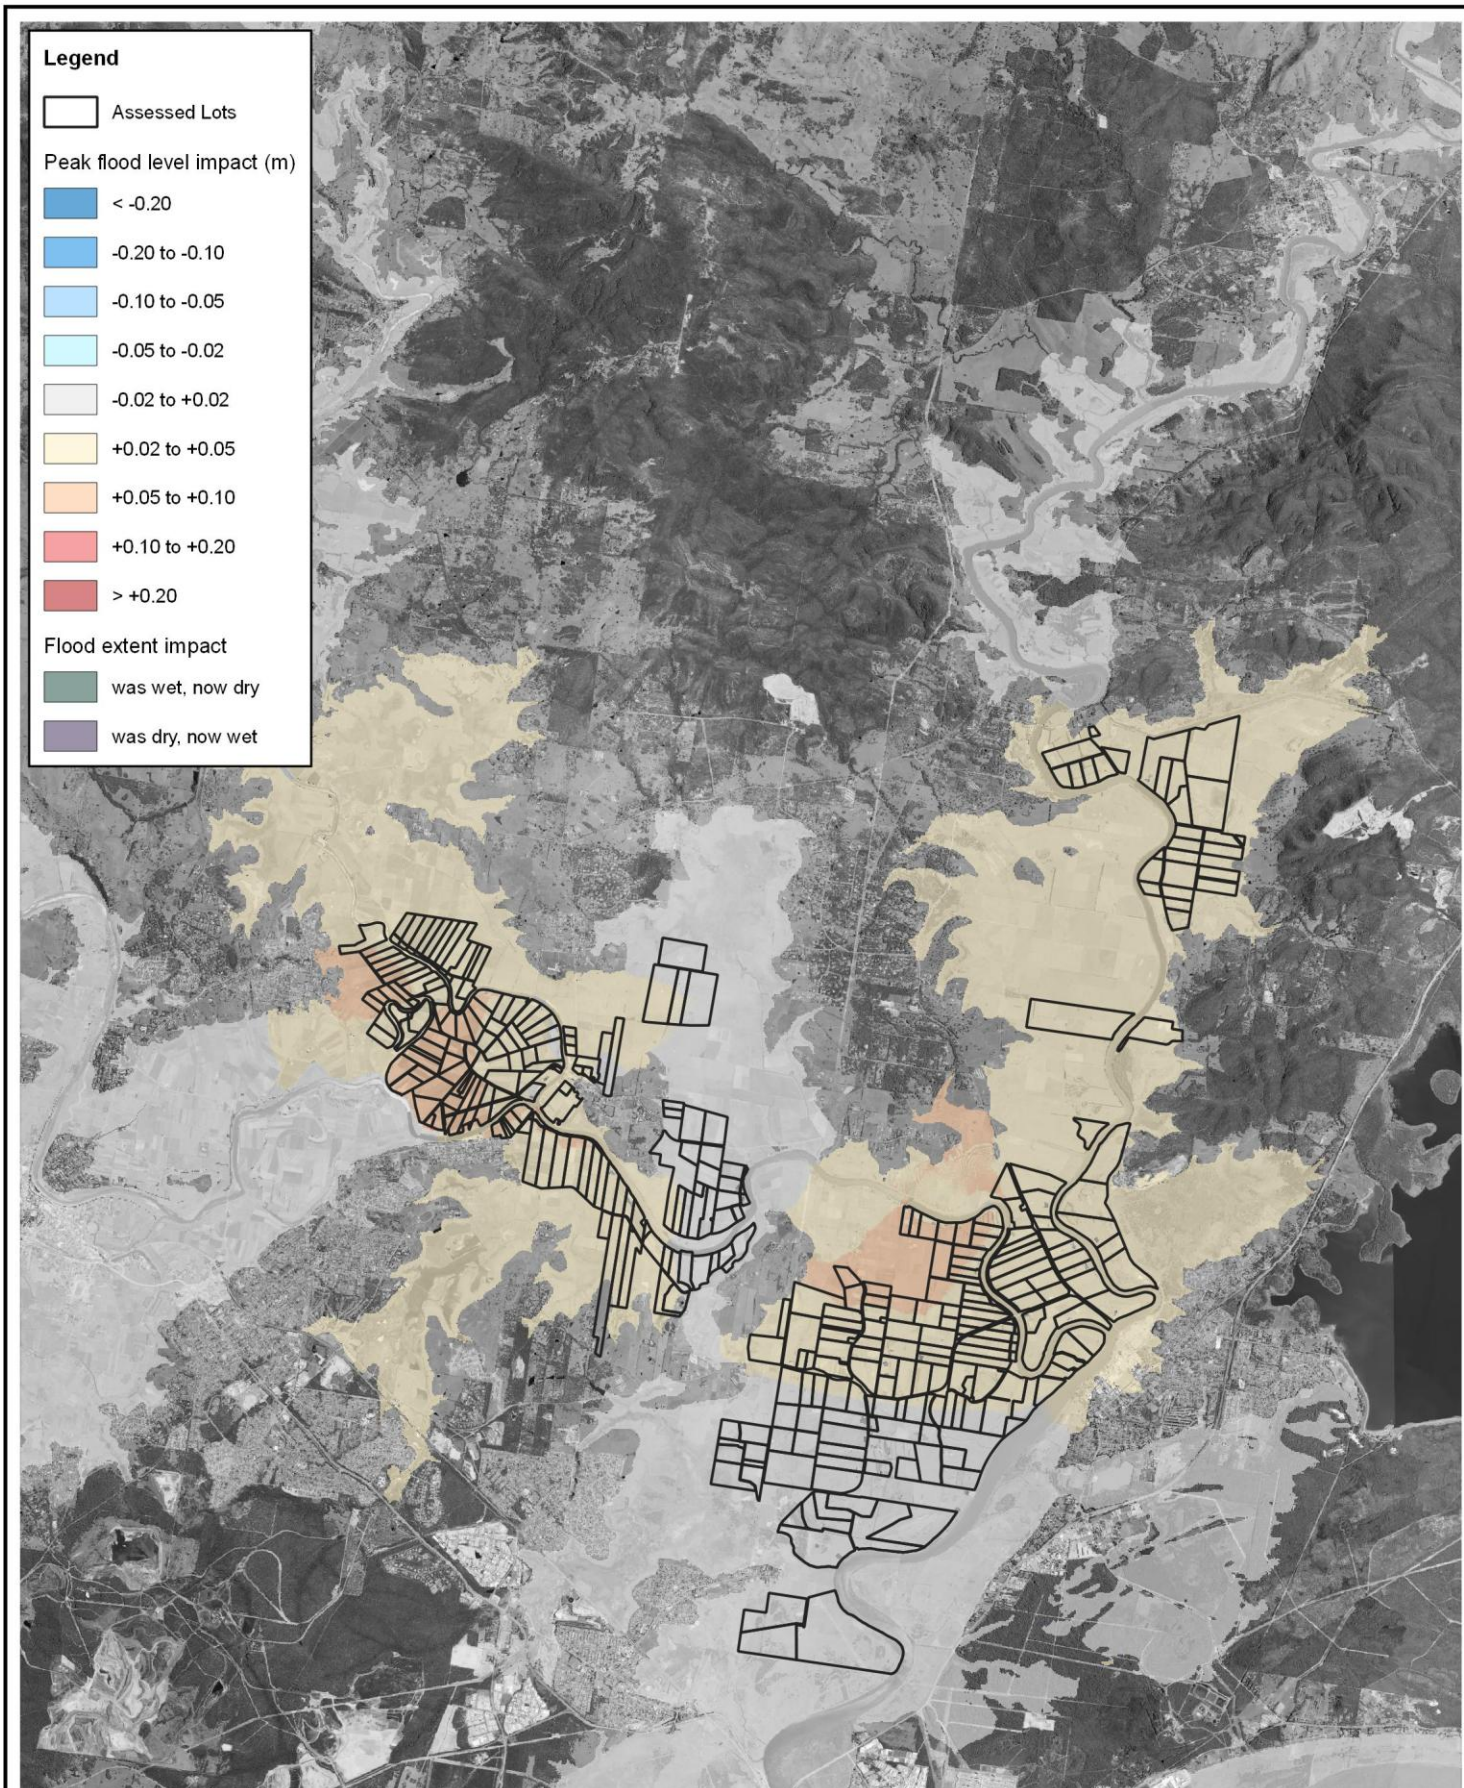 Legend
Assessed Lots
Peak flood level impact (m)
< -0.20
-0.20 to -0.10
-0.10 to -0.05
-0.05 to -0.02
-0.02 to +0.02
+0.02 to +0.05
+0.05 to +0.10
+0.10 to +0.20
> +0.20
Flood extent impact
was wet, now dry
was dry, now wet